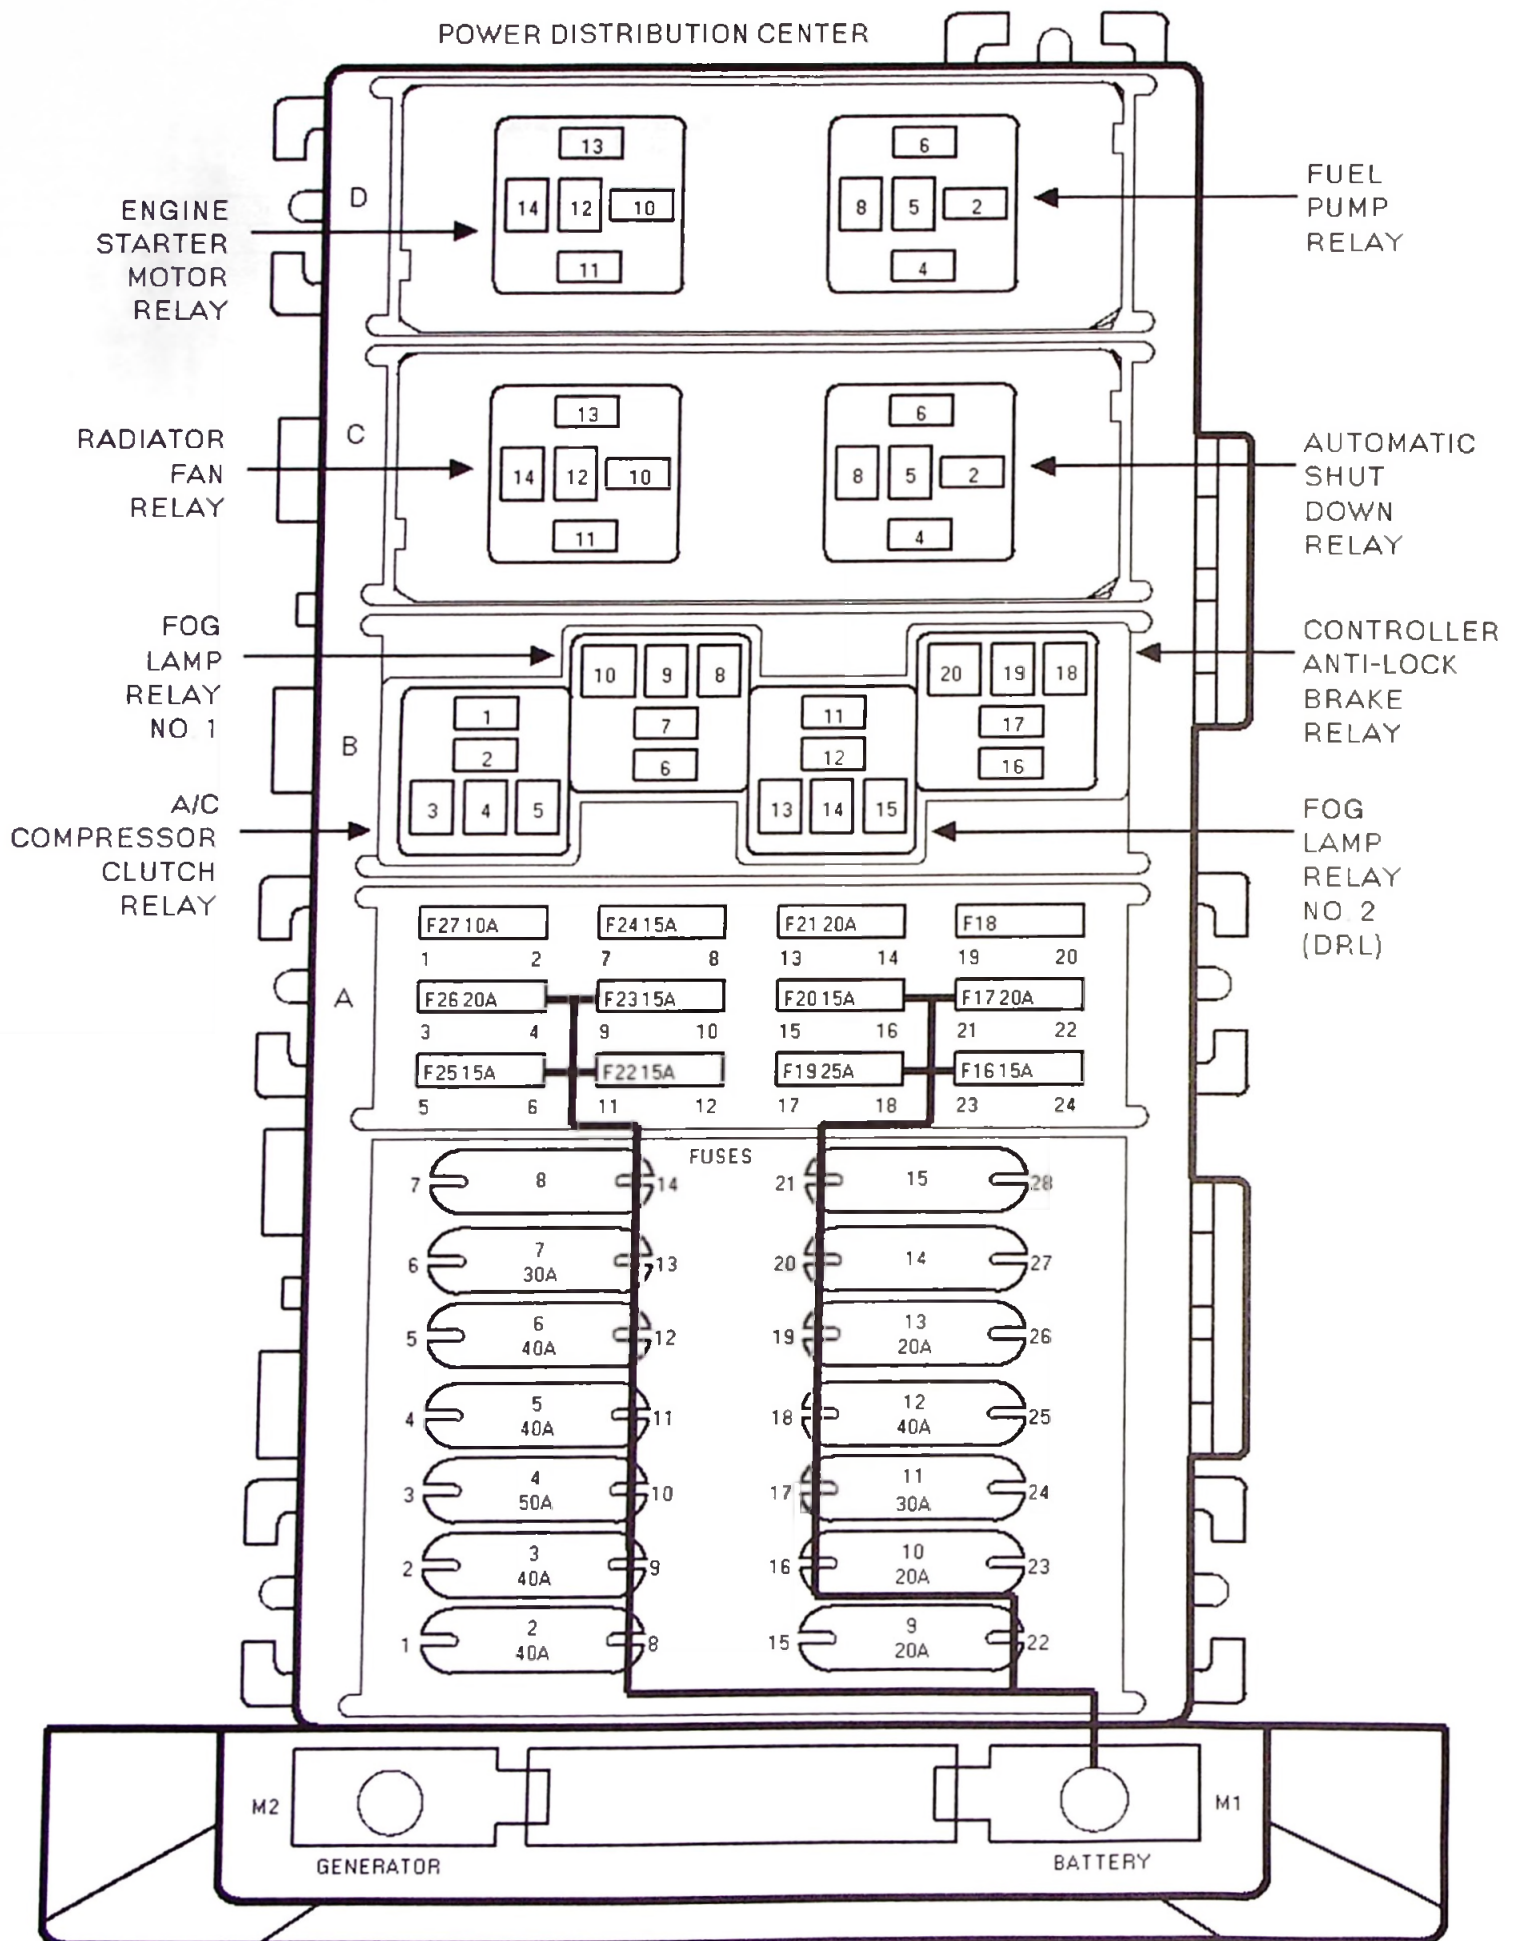 POWER DISTRIBUTION CENTER
ENGINE
STARTER
MOTOR
RELAY
D
13
14 12 10
11
6
8 5 2
4
FUEL
PUMP
RELAY
RADIATOR
FAN
RELAY
C
13
14 12 10
11
6
8 5 2
4
AUTOMATIC
SHUT
DOWN
RELAY
FOG
LAMP
RELAY
NO 1
A/C
COMPRESSOR
CLUTCH
RELAY
B
1
2
3 4 5
10 9 8
7
6
11
12
13 14 15
20 19 18
17
16
CONTROLLER
ANTI-LOCK
BRAKE
RELAY
FOG
LAMP
RELAY
NO. 2
(DRL)
A
F27 10A F24 15A F21 20A F18
1 2 7 8 13 14 19 20
F26 20A F23 15A F20 15A F17 20A
3 4 9 10 15 16 21 22
F25 15A F22 15A F19 25A F16 15A
5 6 11 12 17 18 23 24
FUSES
7 8 14 21 15 28
6 7 13 20 14 27
30A
5 6 12 19 13 26
40A 20A
4 5 11 18 12 25
40A 40A
3 4 10 17 11 24
50A 30A
2 3 9 16 10 23
40A 20A
1 2 8 15 9 22
40A 20A
M2
GENERATOR
BATTERY
M1